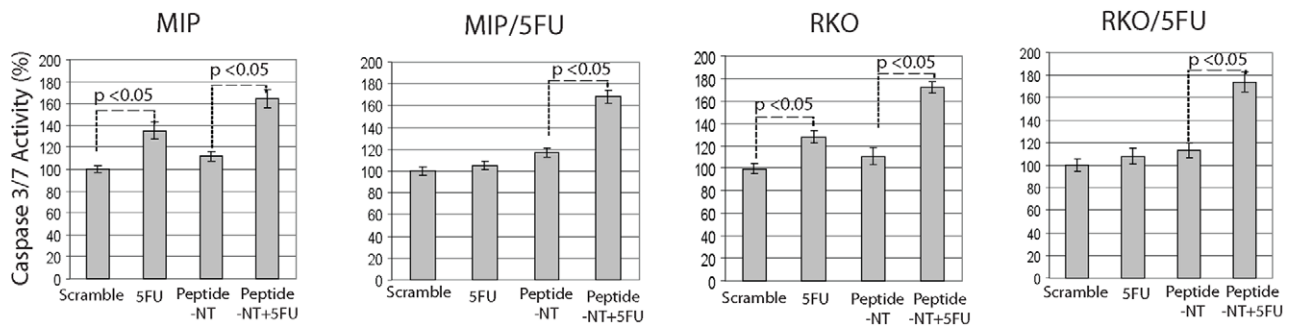 MIP
Caspase 3/7 Activity (%)
200
180
160
140
120
100
80
60
40
20
0
p <0.05
p <0.05
Scramble
5FU
Peptide
-NT
Peptide
-NT+5FU
MIP/5FU
200
180
160
140
120
100
80
60
40
20
0
p <0.05
Scramble
5FU
Peptide
-NT
Peptide
-NT+5FU
RKO
200
180
160
140
120
100
80
60
40
20
0
p <0.05
p <0.05
Scramble
5FU
Peptide
-NT
Peptide
-NT+5FU
RKO/5FU
200
180
160
140
120
100
80
60
40
20
0
p <0.05
Scramble
5FU
Peptide
-NT
Peptide
-NT+5FU